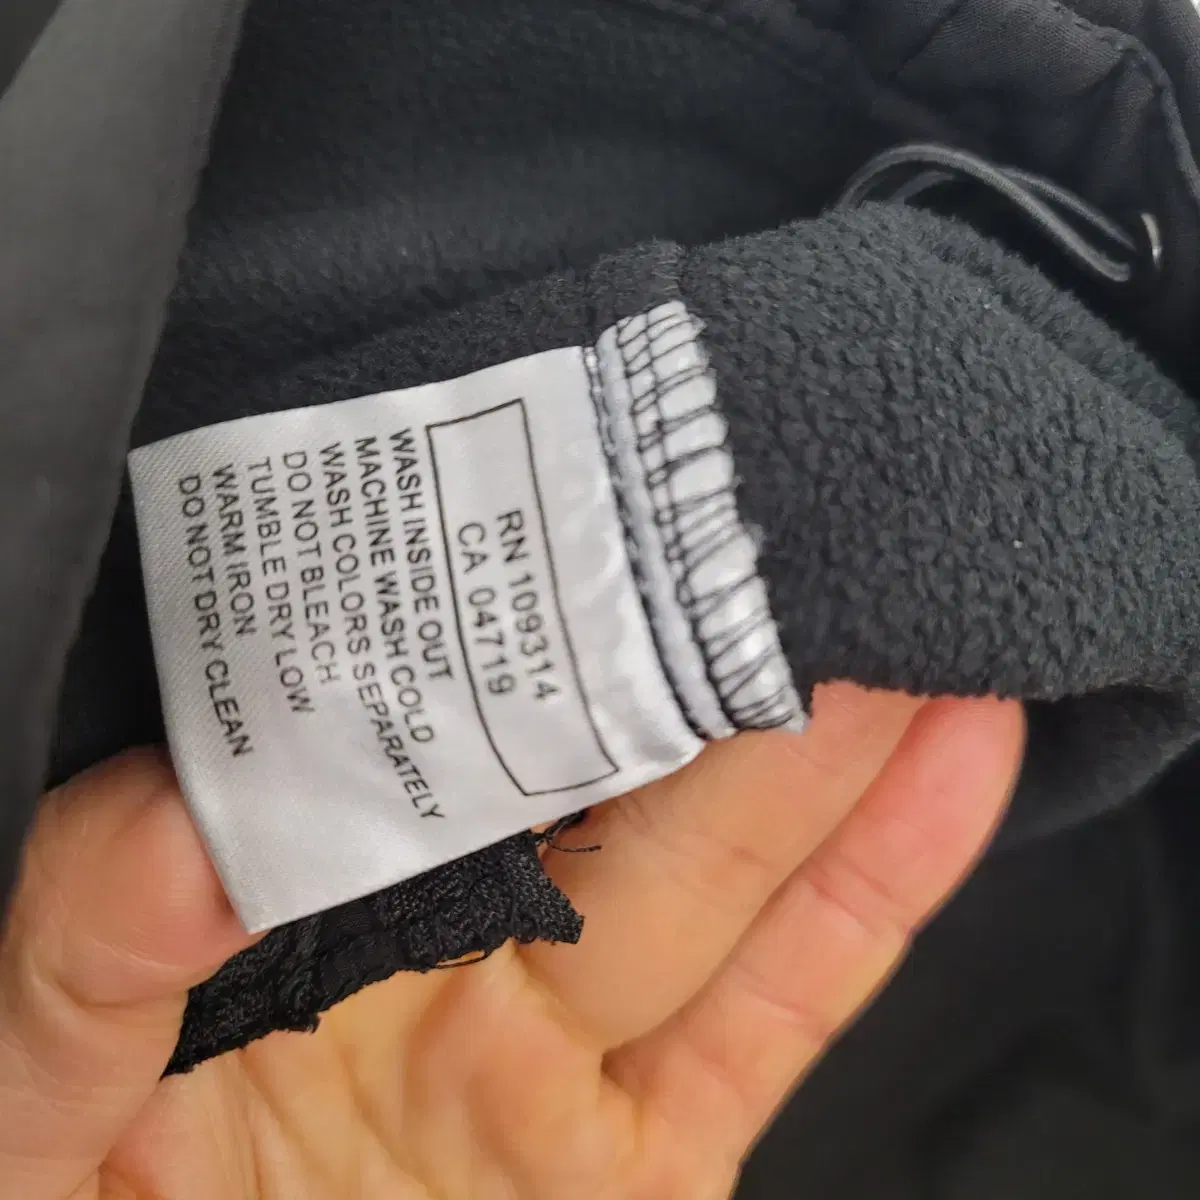 RN 109314
CA 04719
WASH INSIDE OUT
MACHINE WASH COLD
WASH COLORS SEPARATELY
DO NOT BLEACH
TUMBLE DRY LOW
WARM IRON
DO NOT DRY CLEAN